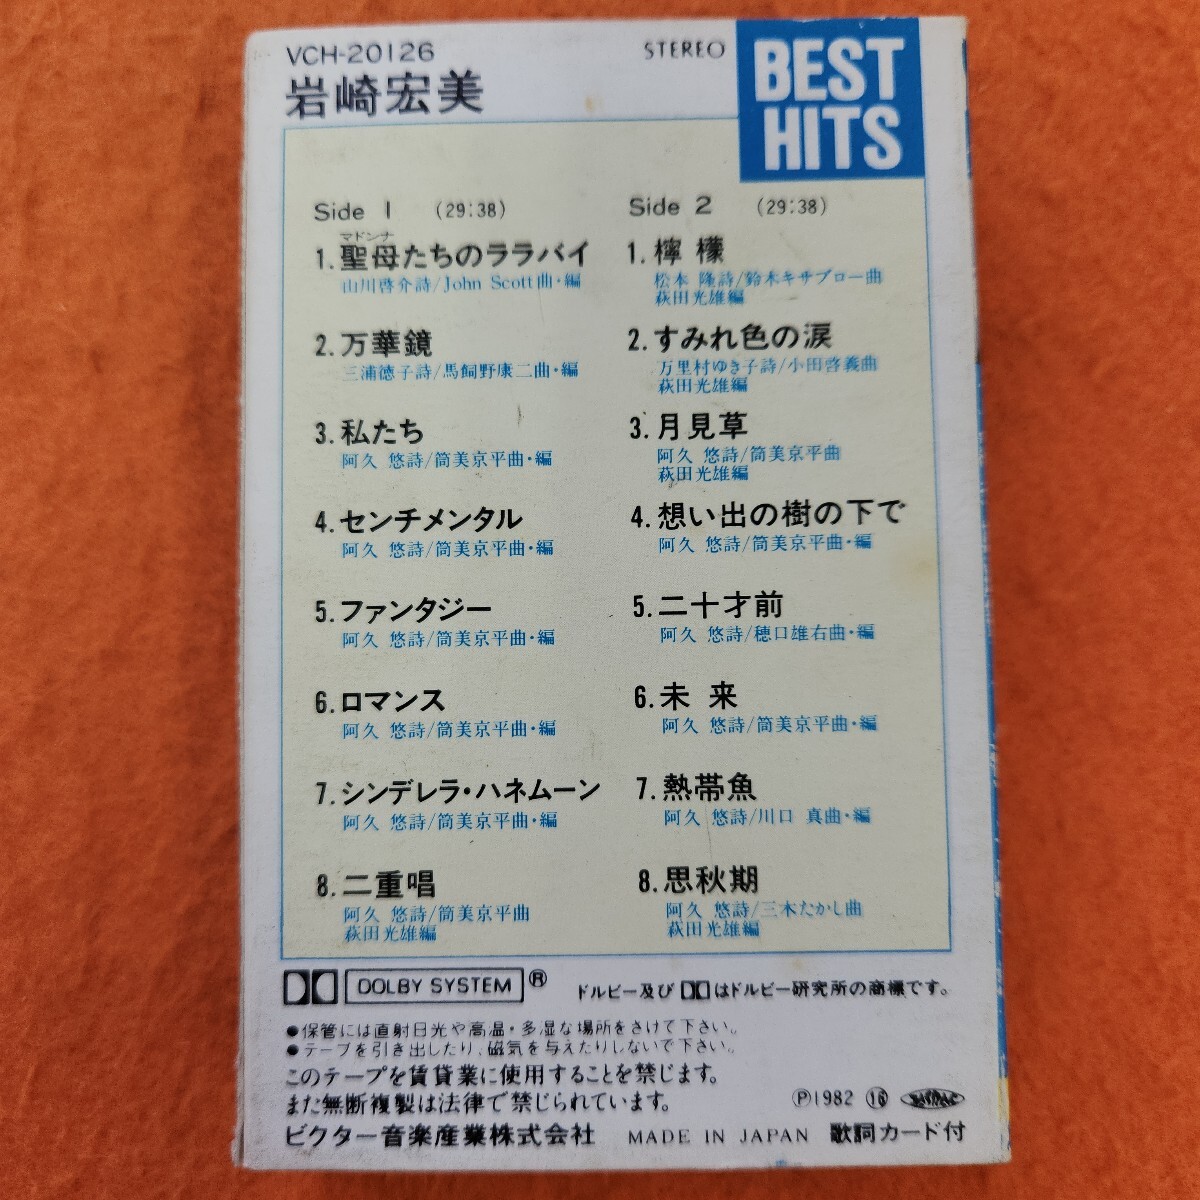 VCH-20126
STEREO
BEST
HITS
岩崎宏美
Side 1 (29:38)
マドンナ
1.聖母たちのララバイ
山川啓介詩/John Scott曲・編
2.万華鏡
三浦徳子詩/馬飼野康二曲・編
3.私たち
阿久 悠詩/筒美京平曲・編
4.センチメンタル
阿久 悠詩/筒美京平曲・編
5.ファンタジー
阿久 悠詩/筒美京平曲・編
6.ロマンス
阿久 悠詩/筒美京平曲・編
7.シンデレラ・ハネムーン
阿久 悠詩/筒美京平曲・編
8.二重唱
阿久 悠詩/筒美京平曲
萩田光雄編
Side 2 (29:38)
1.檸檬
松本 隆詩/鈴木キサブロー曲
萩田光雄編
2.すみれ色の涙
万里村ゆき子詩/小田啓義曲
萩田光雄編
3.月見草
阿久 悠詩/筒美京平曲
萩田光雄編
4.想い出の樹の下で
阿久 悠詩/筒美京平曲・編
5.二十才前
阿久 悠詩/穂口雄右曲・編
6.未来
阿久 悠詩/筒美京平曲・編
7.熱帯魚
阿久 悠詩/川口 真曲・編
8.思秋期
阿久 悠詩/三木たかし曲
萩田光雄編
DOLBY SYSTEM ®
ドルビー及び はドルビー研究所の商標です。
●保管には直射日光や高温・多湿な場所をさけて下さい。
●テープを引き出したり、磁気を与えたりしないで下さい。
このテープを賃貸業に使用することを禁じます。
また無断複製は法律で禁じられています。
Ⓟ1982 ⑯
ビクター音楽産業株式会社 MADE IN JAPAN 歌詞カード付